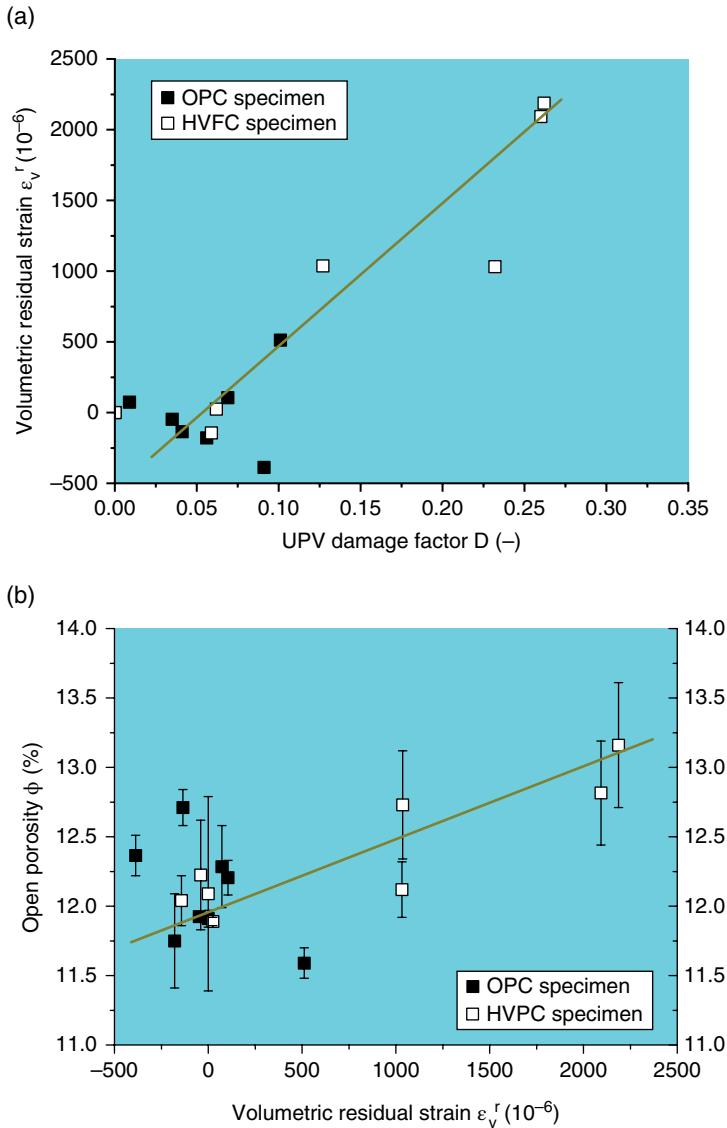 (a)
2500
2000
1500
1000
500
0
–500
Volumetric residual strain εᵥʳ (10⁻⁶)
OPC specimen
HVFC specimen
0.00 0.05 0.10 0.15 0.20 0.25 0.30 0.35
UPV damage factor D (–)
(b)
14.0 14.0
13.5 13.5
13.0 13.0
12.5 12.5
12.0 12.0
11.5 11.5
11.0 11.0
Open porosity ϕ (%)
OPC specimen
HVPC specimen
–500 0 500 1000 1500 2000 2500
Volumetric residual strain εᵥʳ (10⁻⁶)